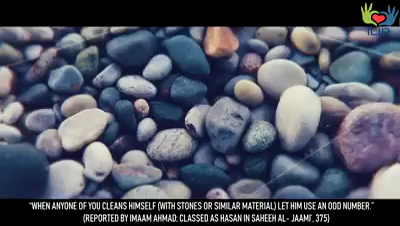 ICIP
"WHEN ANYONE OF YOU CLEANS HIMSELF (WITH STONES OR SIMILAR MATERIAL) LET HIM USE AN ODD NUMBER."
(REPORTED BY IMAAM AHMAD; CLASSED AS HASAN IN SAHEEH AL- JAAMI'. 375)